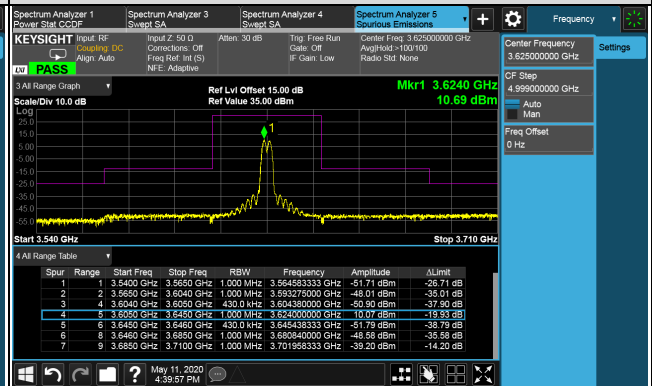 Spectrum Analyzer 1 Spectrum Analyzer 3 Spectrum Analyzer 4 Spectrum Analyzer 5
Power Stat CCDF Swept SA Swept SA Spurious Emissions
+
Frequency
KEYSIGHT Input: RF Input Z: 50 Ω Atten: 30 dB Trig: Free Run Center Freq: 3.625000000 GHz
Coupling: DC Corrections: Off Gate: Off Avg|Hold:>100/100
Align: Auto Freq Ref: Int (S) IF Gain: Low Radio Std: None
NFE: Adaptive
LXI PASS
Center Frequency
3.625000000 GHz
Settings
CF Step
4.999000000 GHz
Auto
Man
Freq Offset
0 Hz
3 All Range Graph
Scale/Div 10.0 dB
Ref Lvl Offset 15.00 dB
Ref Value 35.00 dBm
Mkr1 3.6240 GHz
10.69 dBm
Log
25.0
15.0
5.00
-5.00
-15.0
-25.0
-35.0
-45.0
-55.0
1
Start 3.540 GHz Stop 3.710 GHz
4 All Range Table
Spur Range Start Freq Stop Freq RBW Frequency Amplitude ΔLimit
1 1 3.5400 GHz 3.5650 GHz 1.000 MHz 3.564583333 GHz -51.71 dBm -26.71 dB
2 2 3.5650 GHz 3.6040 GHz 1.000 MHz 3.593275000 GHz -48.01 dBm -35.01 dB
3 4 3.6040 GHz 3.6050 GHz 430.0 kHz 3.604380000 GHz -50.90 dBm -37.90 dB
4 5 3.6050 GHz 3.6450 GHz 1.000 MHz 3.624000000 GHz 10.07 dBm -19.93 dB
5 6 3.6450 GHz 3.6460 GHz 430.0 kHz 3.645438333 GHz -51.79 dBm -38.79 dB
6 8 3.6460 GHz 3.6850 GHz 1.000 MHz 3.680840000 GHz -48.58 dBm -35.58 dB
7 9 3.6850 GHz 3.7100 GHz 1.000 MHz 3.701958333 GHz -39.20 dBm -14.20 dB
?
May 11, 2020
4:39:57 PM